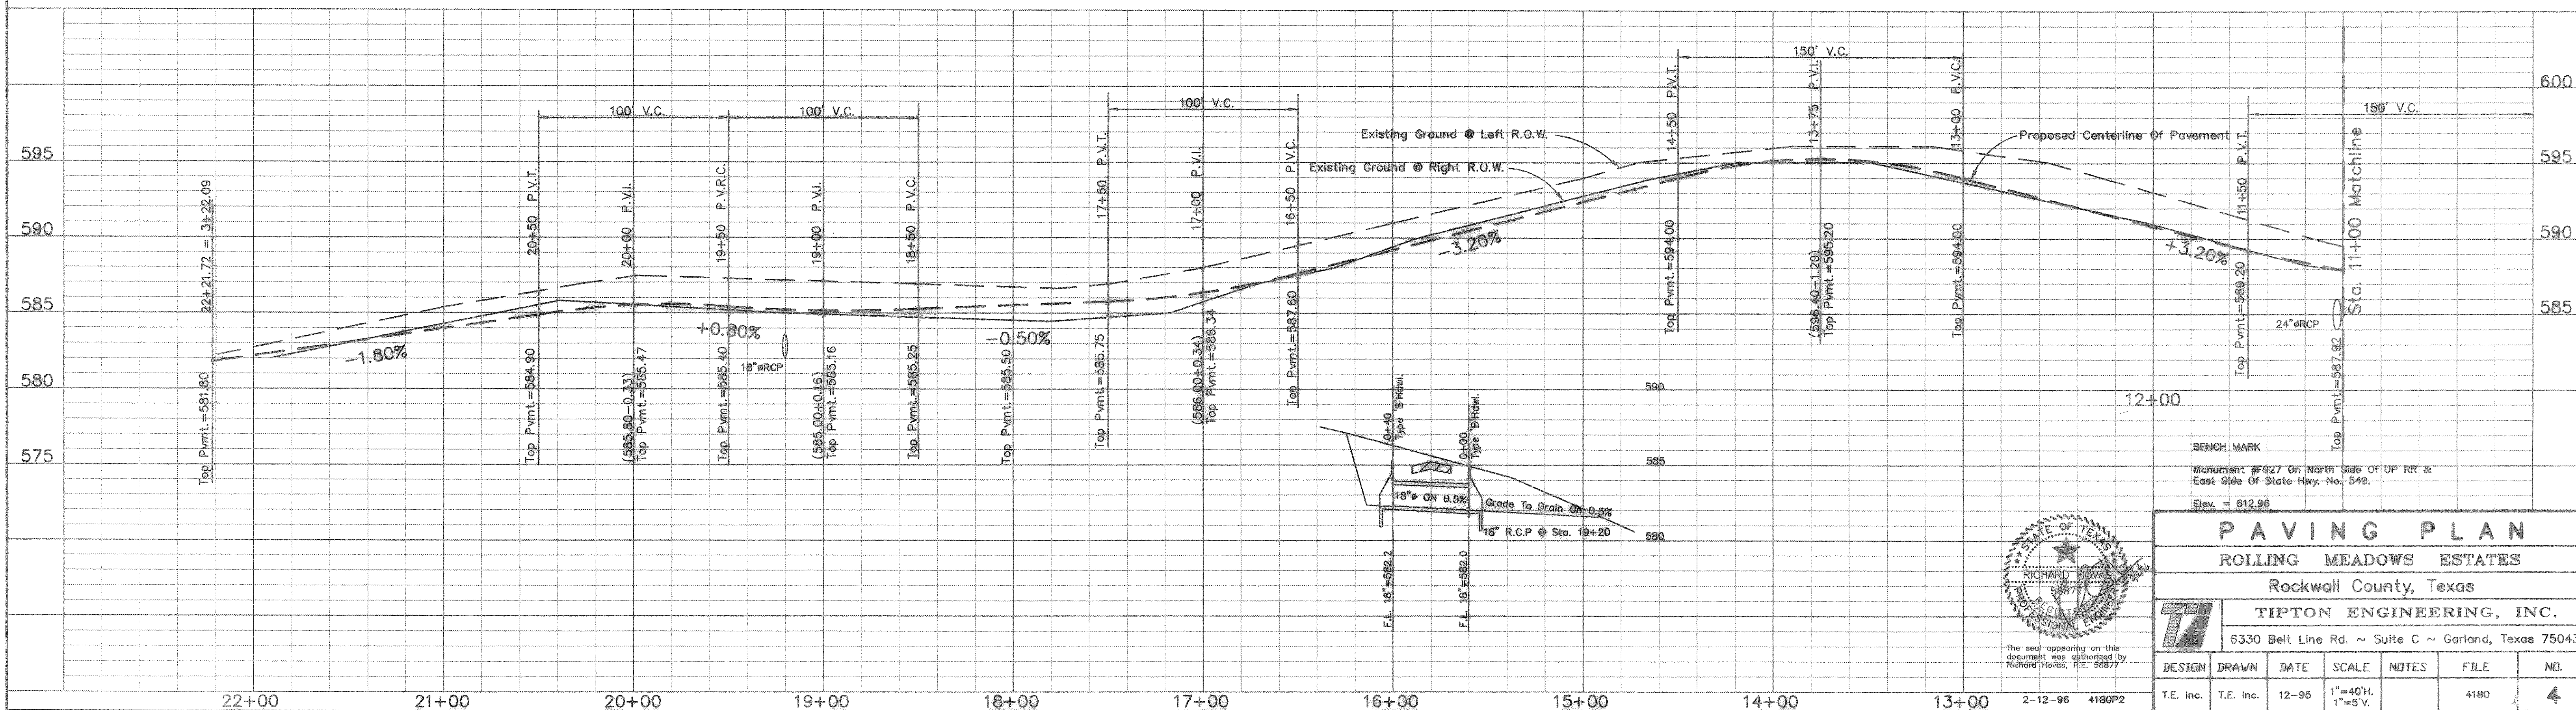 600
595
590
585
580
575
600
595
590
585
100' V.C.
100' V.C.
100' V.C.
150' V.C.
150' V.C.
22+21.72 = 3+22.09
Top Pvmt.=581.80
-1.80%
20+50 P.V.T.
Top Pvmt.=584.90
20+00 P.V.I.
(585.80-0.33)
Top Pvmt.=585.47
+0.80%
19+50 P.V.R.C.
Top Pvmt.=585.40
18"øRCP
19+00 P.V.I.
(585.00+0.16)
Top Pvmt.=585.16
18+50 P.V.C.
Top Pvmt.=585.25
-0.50%
Top Pvmt.=585.50
17+50 P.V.T.
Top Pvmt.=585.75
17+00 P.V.I.
(586.00+0.34)
Top Pvmt.=586.34
16+50 P.V.C.
Top Pvmt.=587.60
Existing Ground @ Left R.O.W.
Existing Ground @ Right R.O.W.
-3.20%
14+50 P.V.T.
Top Pvmt.=594.00
13+75 P.V.I.
(596.40-1.20)
Top Pvmt.=595.20
13+00 P.V.C.
Top Pvmt.=594.00
Proposed Centerline Of Pavement
+3.20%
11+50 P.V.T.
Top Pvmt.=589.20
24"øRCP
Sta. 11+00 Matchline
Top Pvmt.=587.92
12+00
590
585
580
0+40
Type 'B'Hdwl.
0+00
Type 'B'Hdwl.
18"ø ON 0.5%
Grade To Drain On 0.5%
18" R.C.P @ Sta. 19+20
F.L. 18"=582.2
F.L. 18"=582.0
BENCH MARK
Monument #F927 On North Side Of UP RR &
East Side Of State Hwy. No. 549.
Elev. = 612.96
STATE OF TEXAS
RICHARD HOVAS
58877
REGISTERED
PROFESSIONAL ENGINEER
The seal appearing on this
document was authorized by
Richard Hovas, P.E. 58877
2-12-96 4180P2
PAVING PLAN
ROLLING MEADOWS ESTATES
Rockwall County, Texas
TIPTON ENGINEERING, INC.
6330 Belt Line Rd. ~ Suite C ~ Garland, Texas 75043
DESIGN DRAWN DATE SCALE NOTES FILE NO.
T.E. Inc. T.E. Inc. 12-95 1"=40'H. 4180 4
1"=5'V.
22+00 21+00 20+00 19+00 18+00 17+00 16+00 15+00 14+00 13+00